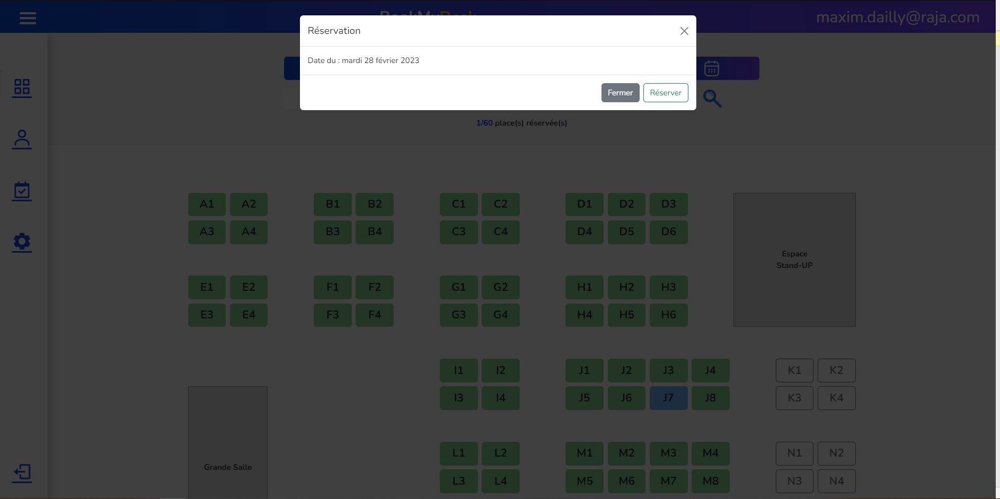 maxim.dailly@raja.com
Réservation
Date du : mardi 28 février 2023
Fermer Réserver
1/60 place(s) réservée(s)
A1 A2 B1 B2 C1 C2 D1 D2 D3
A3 A4 B3 B4 C3 C4 D4 D5 D6
Espace
Stand-UP
E1 E2 F1 F2 G1 G2 H1 H2 H3
E3 E4 F3 F4 G3 G4 H4 H5 H6
I1 I2 J1 J2 J3 J4 K1 K2
I3 I4 J5 J6 J7 J8 K3 K4
L1 L2 M1 M2 M3 M4 N1 N2
Grande Salle
L3 L4 M5 M6 M7 M8 N3 N4